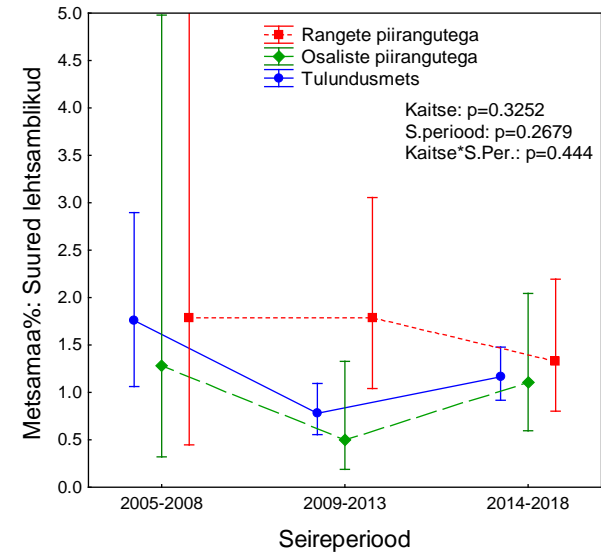 Rangete piirangutega
Osaliste piirangutega
Tulundusmets
Kaitse: p=0.3252
S.periood: p=0.2679
Kaitse*S.Per.: p=0.444
Metsamaa%: Suured lehtsamblikud
5.0
4.5
4.0
3.5
3.0
2.5
2.0
1.5
1.0
0.5
0.0
2005-2008 2009-2013 2014-2018
Seireperiood